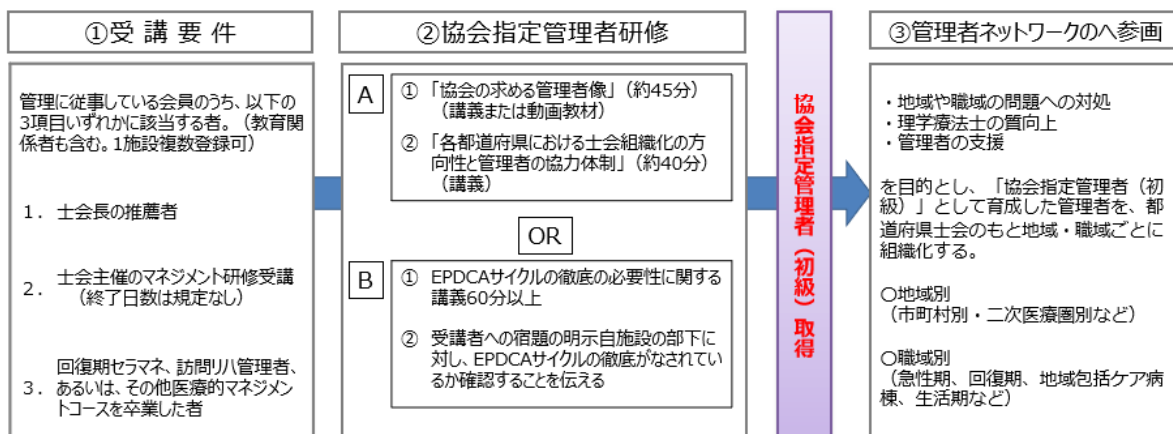 ①受 講 要 件
管理に従事している会員のうち、以下の
3項目いずれかに該当する者。（教育関
係者も含む。1施設複数登録可）
1． 士会長の推薦者
2． 士会主催のマネジメント研修受講
（終了日数は規定なし）
3． 回復期セラマネ、訪問リハ管理者、
あるいは、その他医療的マネジメン
トコースを卒業した者
②協会指定管理者研修
A
① 「協会の求める管理者像」（約45分）
（講義または動画教材）
② 「各都道府県における士会組織化の方
向性と管理者の協力体制」（約40分）
（講義）
OR
B
① EPDCAサイクルの徹底の必要性に関する
講義60分以上
② 受講者への宿題の明示自施設の部下に
対し、EPDCAサイクルの徹底がなされてい
るか確認することを伝える
協会指定管理者（初級）取得
③管理者ネットワークのへ参画
・地域や職域の問題への対処
・理学療法士の質向上
・管理者の支援
を目的とし、「協会指定管理者（初
級）」として育成した管理者を、都
道府県士会のもと地域・職域ごとに
組織化する。
○地域別
（市町村別・二次医療圏別など）
○職域別
（急性期、回復期、地域包括ケア病
棟、生活期など）